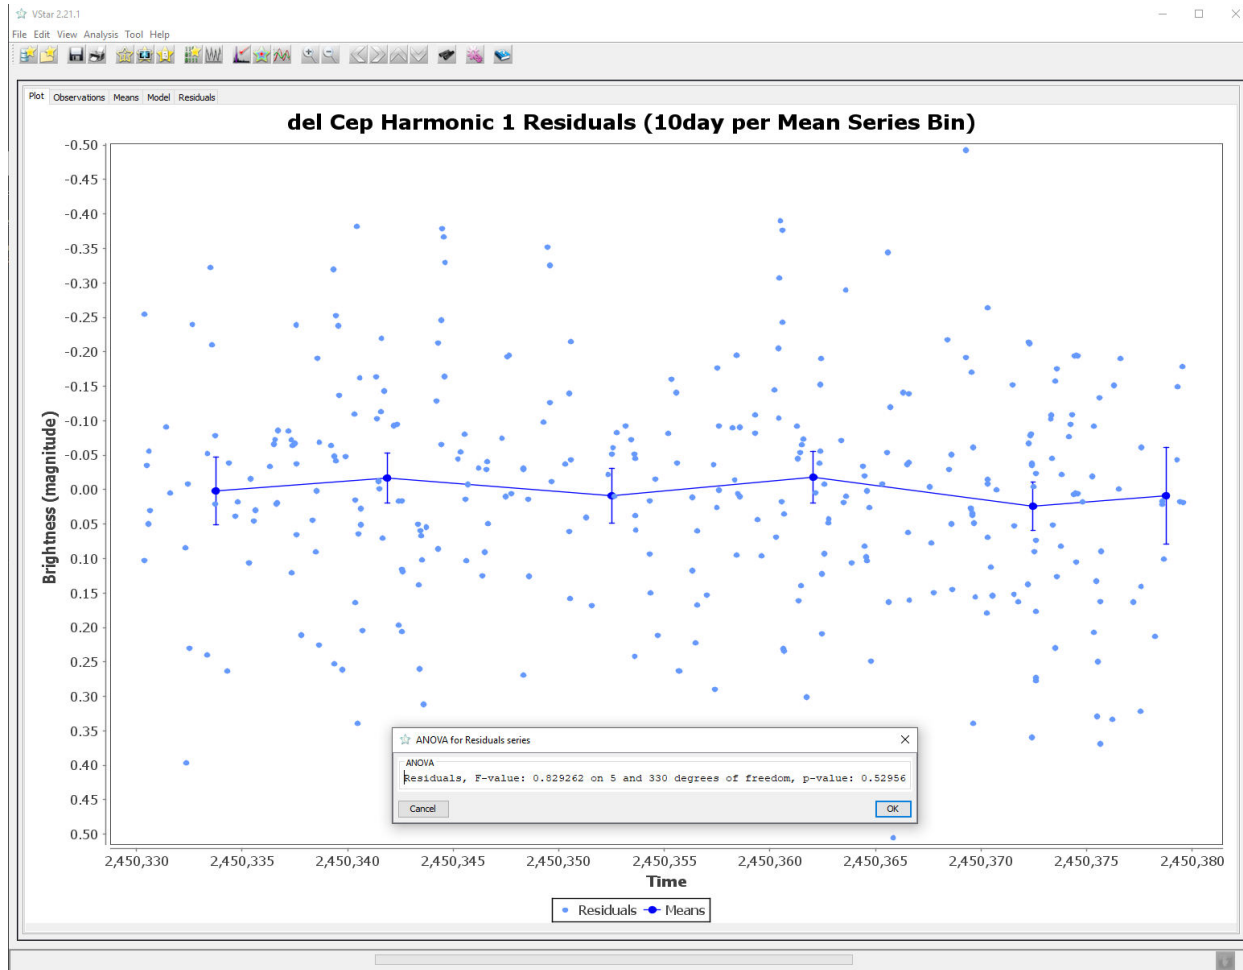 VStar 2.21.1
File Edit View Analysis Tool Help
Plot Observations Means Model Residuals
del Cep Harmonic 1 Residuals (10day per Mean Series Bin)
-0.50
-0.45
-0.40
-0.35
-0.30
-0.25
-0.20
-0.15
-0.10
-0.05
0.00
0.05
0.10
0.15
0.20
0.25
0.30
0.35
0.40
0.45
0.50
Brightness (magnitude)
ANOVA for Residuals series
ANOVA
Residuals, F-value: 0.829262 on 5 and 330 degrees of freedom, p-value: 0.52956
Cancel OK
2,450,330 2,450,335 2,450,340 2,450,345 2,450,350 2,450,355 2,450,360 2,450,365 2,450,370 2,450,375 2,450,380
Time
Residuals Means